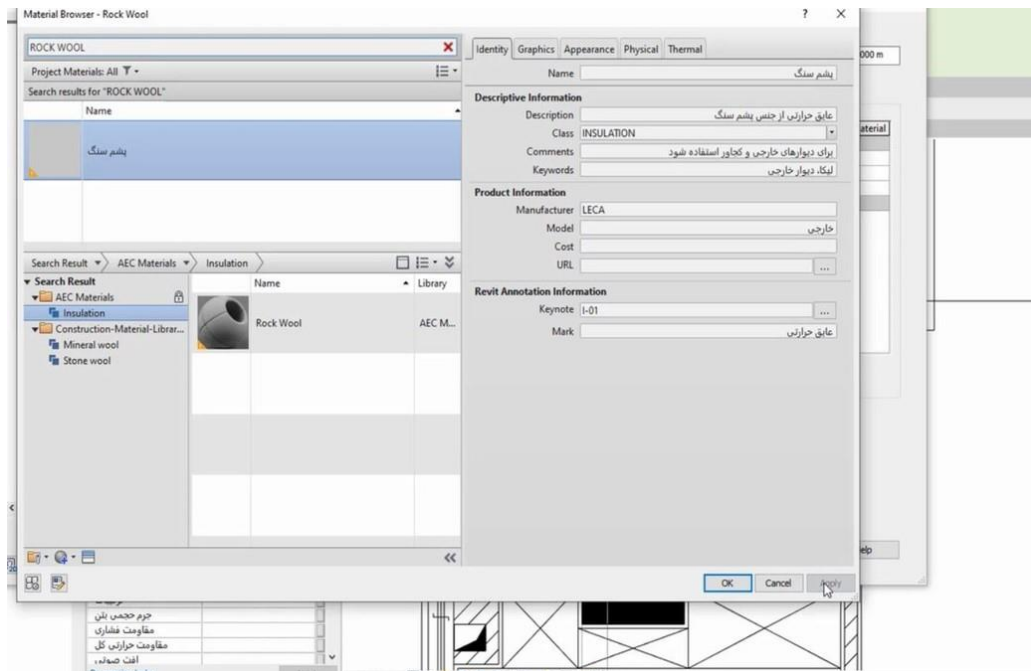 Material Browser - Rock Wool
? X
ROCK WOOL
Project Materials: All
Search results for "ROCK WOOL"
Name
پشم سنگ
Search Result
AEC Materials
Insulation
Search Result
AEC Materials
Insulation
Construction-Material-Librar...
Mineral wool
Stone wool
Name
Library
Rock Wool
AEC M...
Identity Graphics Appearance Physical Thermal
Name پشم سنگ
Descriptive Information
Description عایق حرارتی از جنس پشم سنگ
Class INSULATION
Comments برای دیوارهای خارجی و کجاور استفاده شود
Keywords لیکا، دیوار خارجی
Product Information
Manufacturer LECA
Model خارجی
Cost
URL ...
Revit Annotation Information
Keynote I-01 ...
Mark عایق حرارتی
OK Cancel Apply
000 m
aterial
elp
جرم حجمی بتن
مقاومت فشاری
مقاومت حرارتی کل
افت صوتی